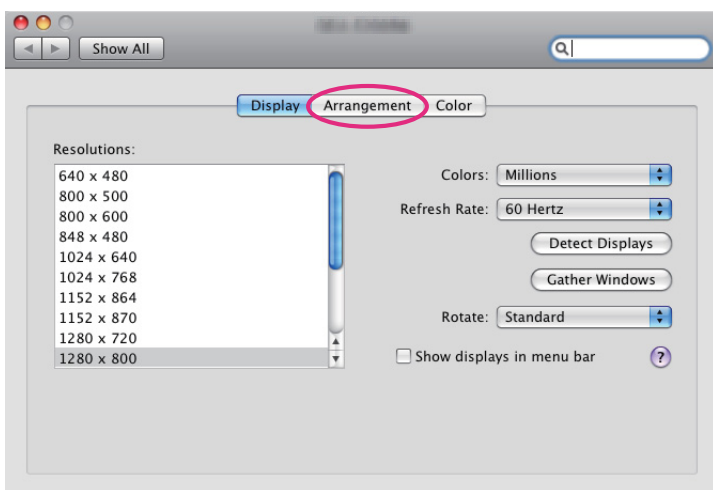 Show All
Display Arrangement Color
Resolutions:
640 x 480
800 x 500
800 x 600
848 x 480
1024 x 640
1024 x 768
1152 x 864
1152 x 870
1280 x 720
1280 x 800
Colors: Millions
Refresh Rate: 60 Hertz
Detect Displays
Gather Windows
Rotate: Standard
Show displays in menu bar ?